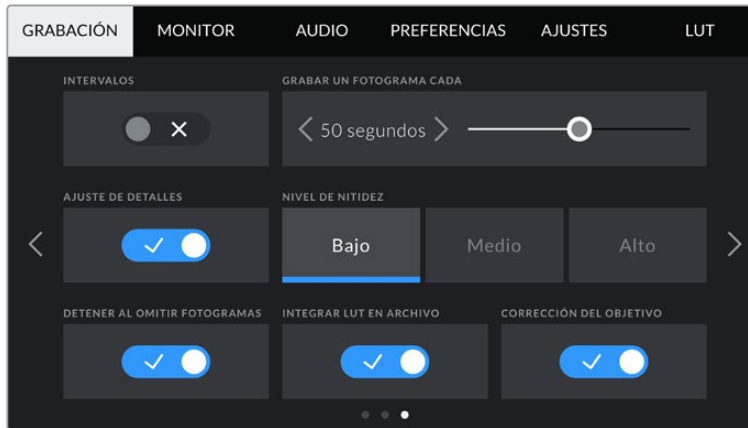 GRABACIÓN MONITOR AUDIO PREFERENCIAS AJUSTES LUT
INTERVALOS GRABAR UN FOTOGRAMA CADA
50 segundos
AJUSTE DE DETALLES NIVEL DE NITIDEZ
Bajo Medio Alto
DETENER AL OMITIR FOTOGRAMAS INTEGRAR LUT EN ARCHIVO CORRECCIÓN DEL OBJETIVO